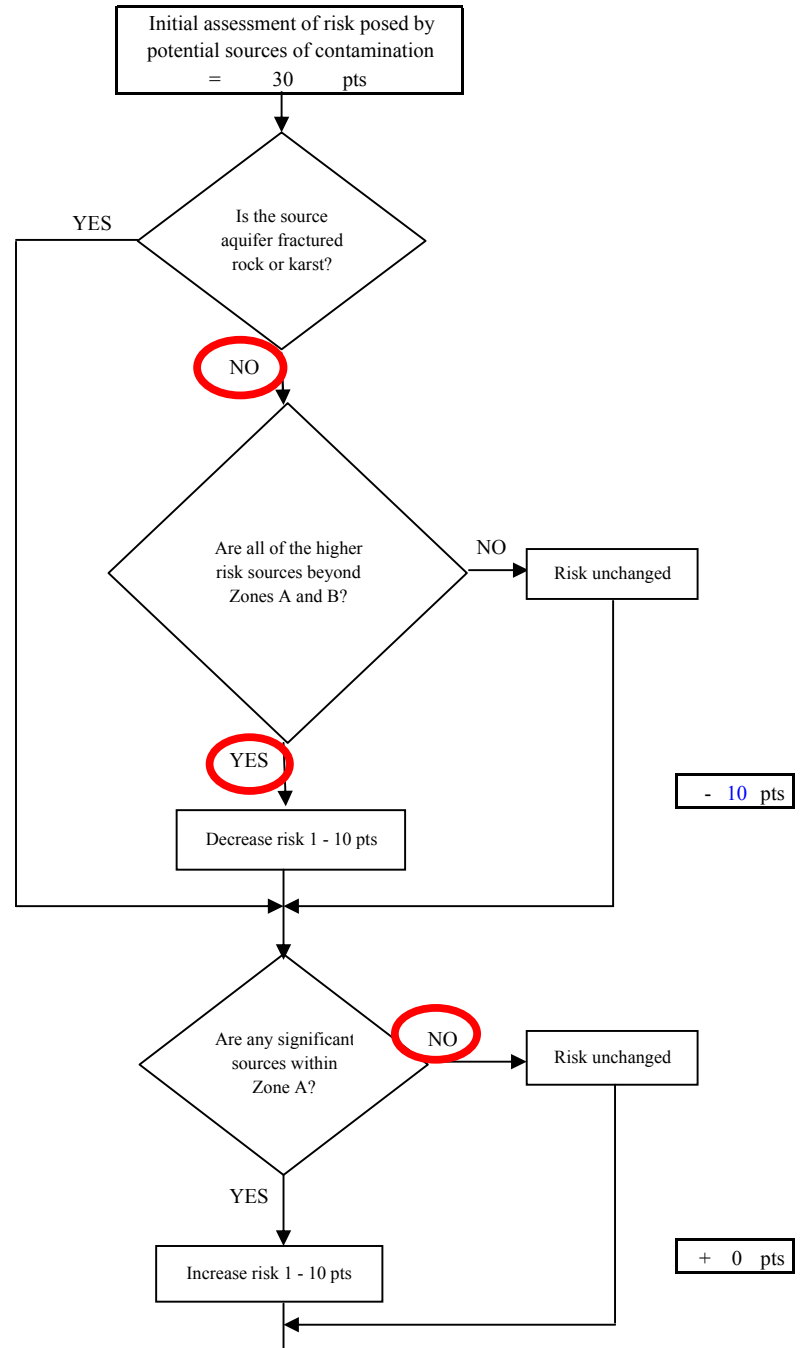 Initial assessment of risk posed by
potential sources of contamination
= 30 pts
YES
Is the source
aquifer fractured
rock or karst?
NO
Are all of the higher
risk sources beyond
Zones A and B?
NO
Risk unchanged
YES
- 10 pts
Decrease risk 1 - 10 pts
Are any significant
sources within
Zone A?
NO
Risk unchanged
YES
+ 0 pts
Increase risk 1 - 10 pts